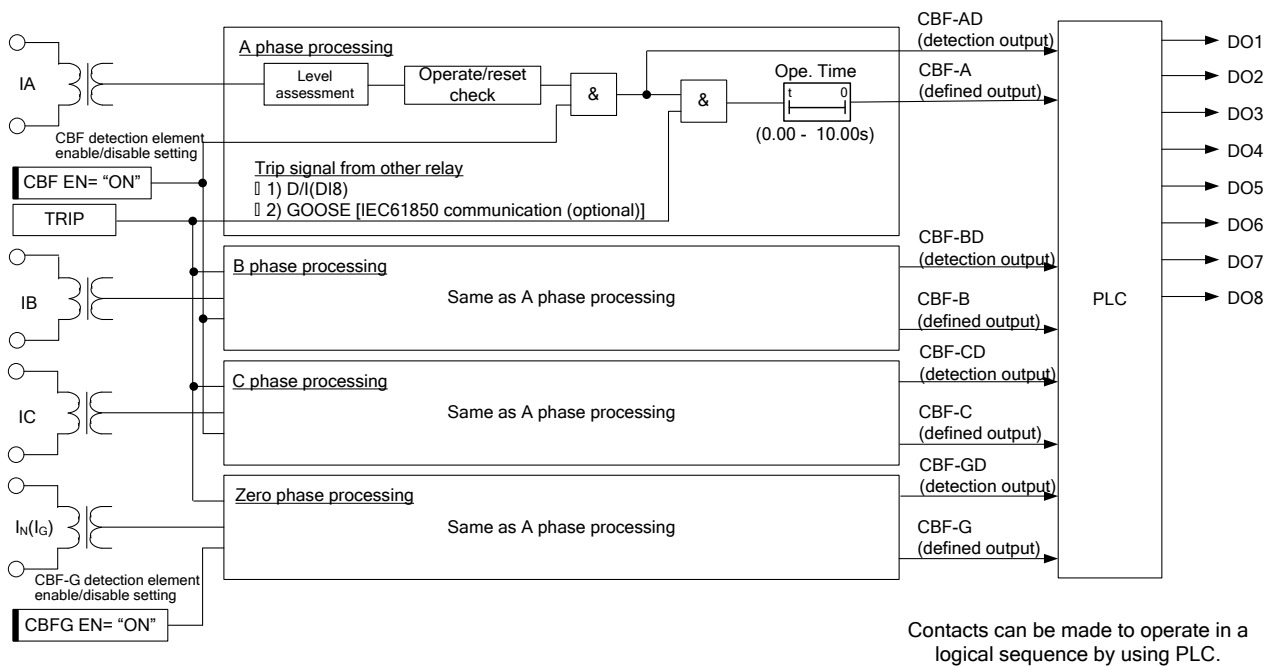 CBF-AD
(detection output)
A phase processing
IA
Level
assessment
Operate/reset
check
&
&
Ope. Time
t 0
(0.00 - 10.00s)
CBF-A
(defined output)
DO1
DO2
DO3
DO4
DO5
DO6
DO7
DO8
CBF detection element
enable/disable setting
CBF EN= “ON”
TRIP
Trip signal from other relay
1) D/I(DI8)
2) GOOSE [IEC61850 communication (optional)]
IB
B phase processing
Same as A phase processing
CBF-BD
(detection output)
CBF-B
(defined output)
PLC
IC
C phase processing
Same as A phase processing
CBF-CD
(detection output)
CBF-C
(defined output)
IN(IG)
Zero phase processing
Same as A phase processing
CBF-GD
(detection output)
CBF-G
(defined output)
CBF-G detection element
enable/disable setting
CBFG EN= “ON”
Contacts can be made to operate in a
logical sequence by using PLC.